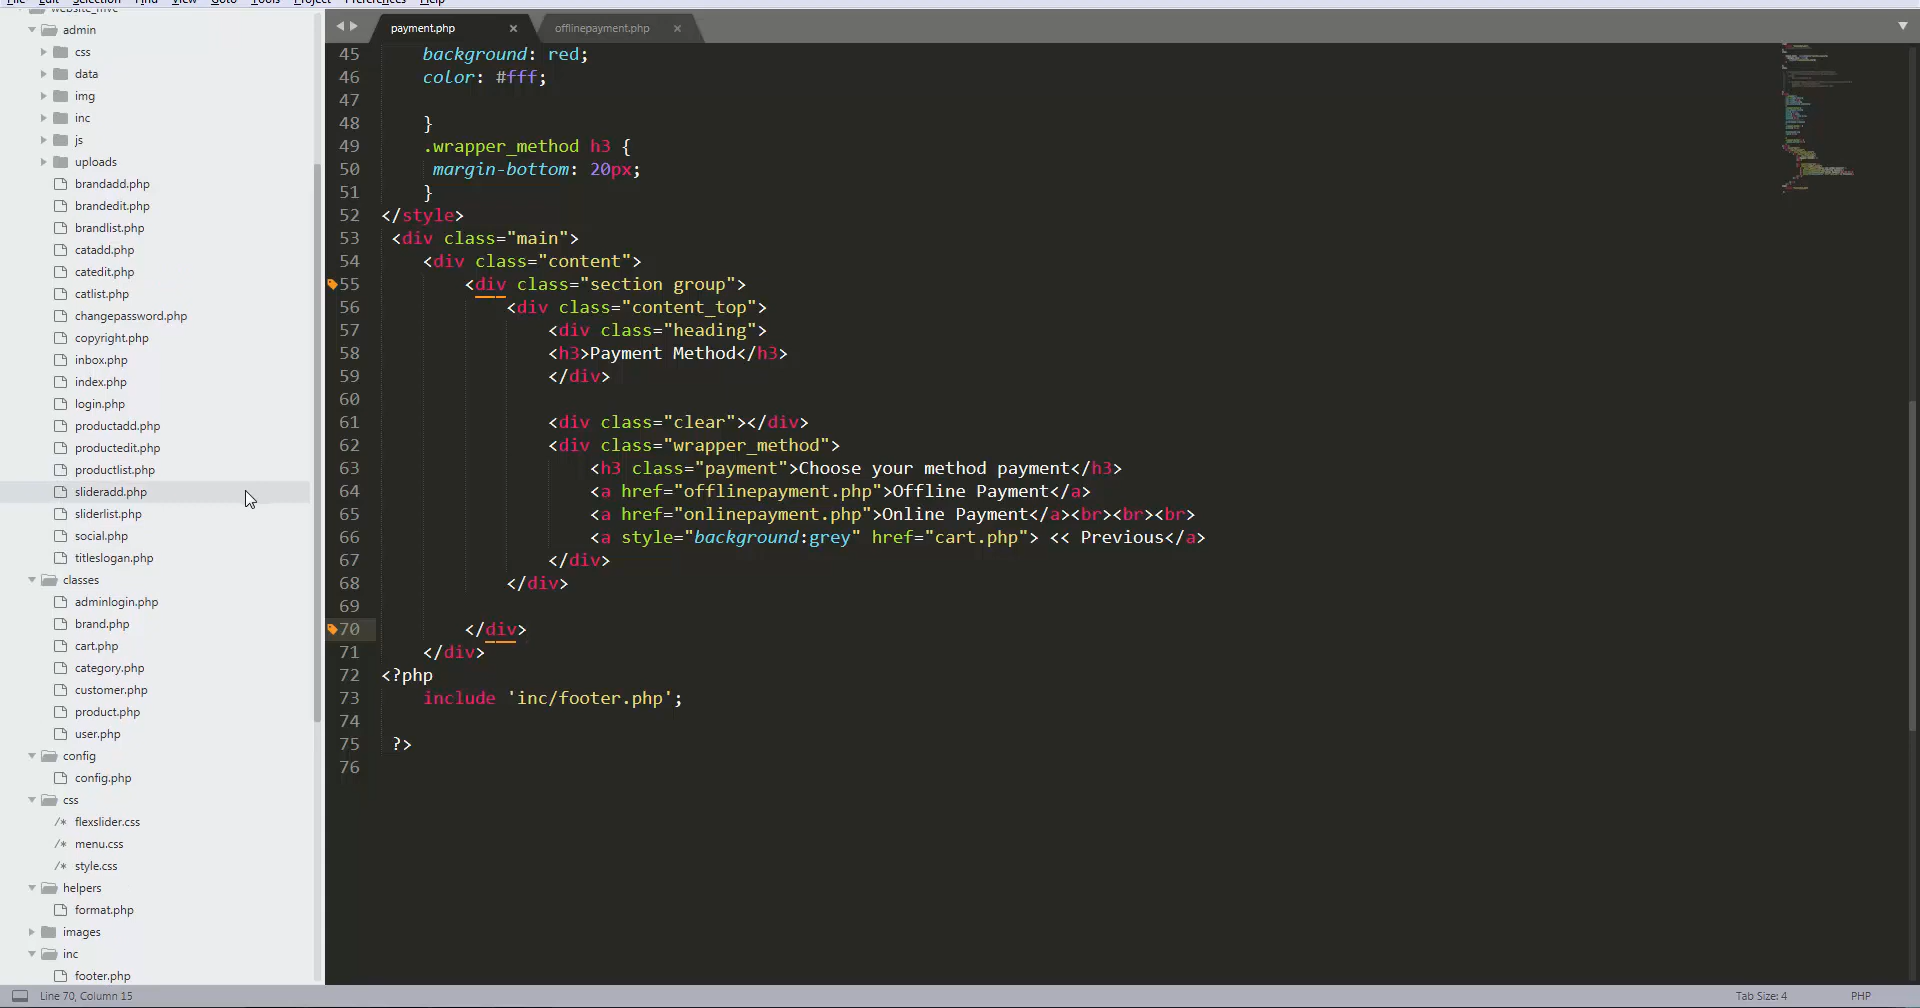 File Edit Selection Find View Goto Tools Project Preferences Help
admin
css
data
img
inc
js
uploads
brandadd.php
brandedit.php
brandlist.php
catadd.php
catedit.php
catlist.php
changepassword.php
copyright.php
inbox.php
index.php
login.php
productadd.php
productedit.php
productlist.php
slideradd.php
sliderlist.php
social.php
titleslogan.php
classes
adminlogin.php
brand.php
cart.php
category.php
customer.php
product.php
user.php
config
config.php
css
/* flexslider.css
/* menu.css
/* style.css
helpers
format.php
images
inc
footer.php
payment.php × offlinepayment.php ×
45 background: red;
46 color: #fff;
47
48 }
49 .wrapper_method h3 {
50 margin-bottom: 20px;
51 }
52 </style>
53 <div class="main">
54 <div class="content">
55 <div class="section group">
56 <div class="content_top">
57 <div class="heading">
58 <h3>Payment Method</h3>
59 </div>
60
61 <div class="clear"></div>
62 <div class="wrapper_method">
63 <h3 class="payment">Choose your method payment</h3>
64 <a href="offlinepayment.php">Offline Payment</a>
65 <a href="onlinepayment.php">Online Payment</a><br><br><br>
66 <a style="background:grey" href="cart.php"> << Previous</a>
67 </div>
68 </div>
69
70 </div>
71 </div>
72 <?php
73 include 'inc/footer.php';
74
75 ?>
76
Line 70, Column 15
Tab Size: 4 PHP